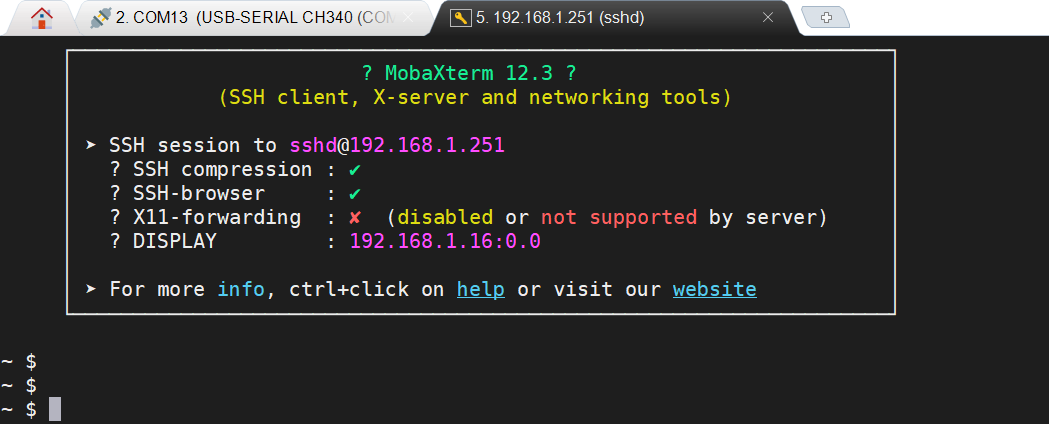 2. COM13 (USB-SERIAL CH340 (COM
5. 192.168.1.251 (sshd)
? MobaXterm 12.3 ?
(SSH client, X-server and networking tools)
➤ SSH session to sshd@192.168.1.251
? SSH compression : ✔
? SSH-browser : ✔
? X11-forwarding : ✘ (disabled or not supported by server)
? DISPLAY : 192.168.1.16:0.0
➤ For more info, ctrl+click on help or visit our website
~ $
~ $
~ $